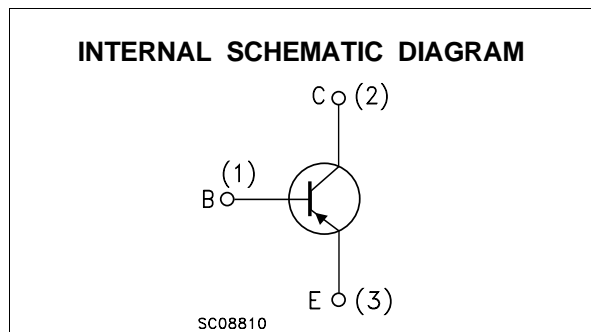 INTERNAL SCHEMATIC DIAGRAM
C (2)
(1)
B
E (3)
SC08810